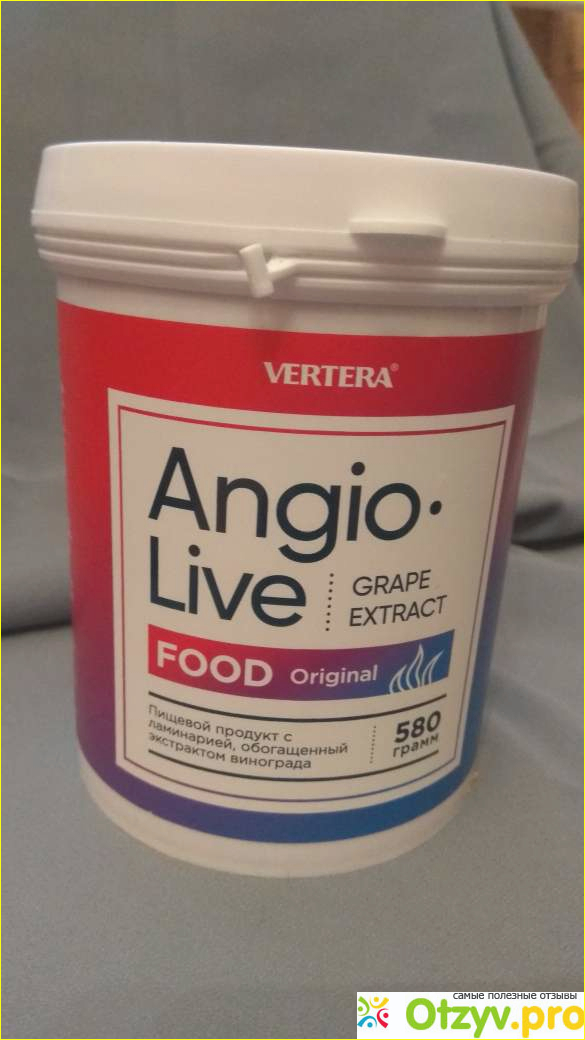 VERTERA®
Angio·
Live
GRAPE
EXTRACT
FOOD Original
Пищевой продукт с
ламинарией, обогащенный
экстрактом винограда
580
грамм
самые полезные отзывы
Otzyv.pro